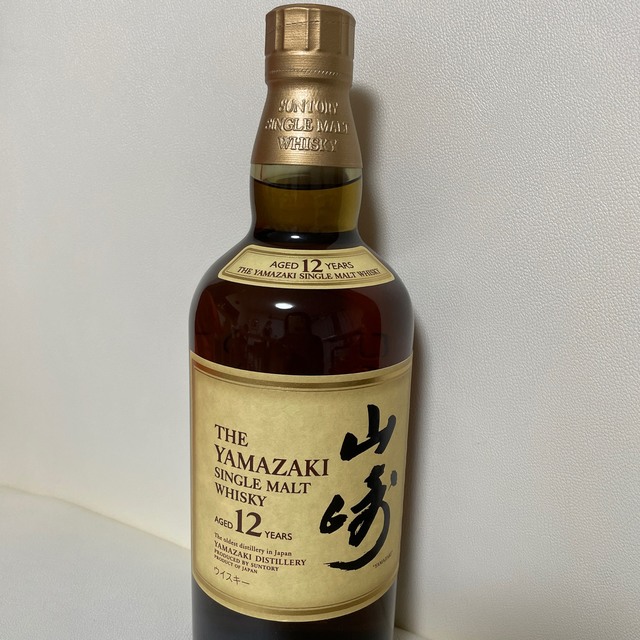 SUNTORY
SINGLE MALT
WHISKY
AGED 12 YEARS
THE YAMAZAKI SINGLE MALT WHISKY
THE
YAMAZAKI
SINGLE MALT
WHISKY
AGED 12 YEARS
The oldest distillery in Japan
YAMAZAKI DISTILLERY
PRODUCED BY SUNTORY
PRODUCT OF JAPAN
ウイスキー
山崎
"YAMAZAKI"